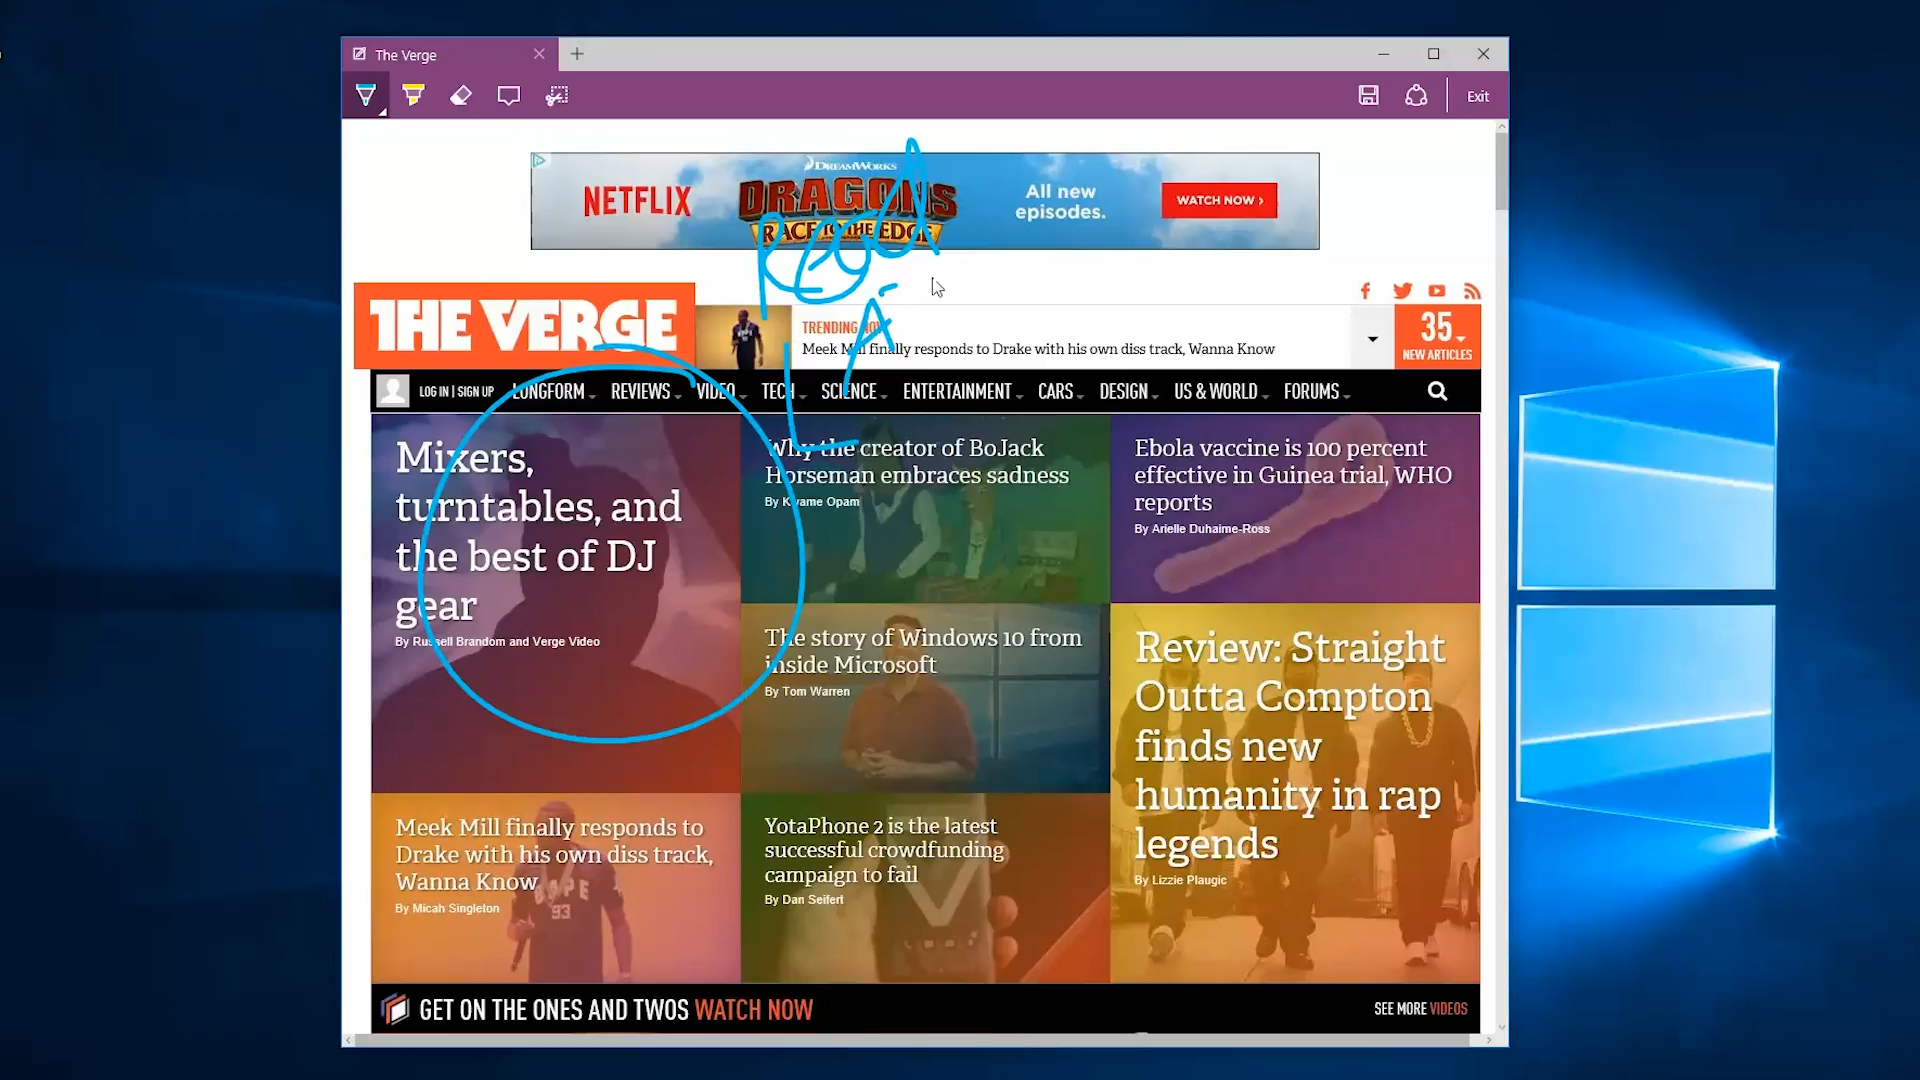 The Verge
Exit
DREAMWORKS
NETFLIX
DRAGONS
RACE TO THE EDGE
All new
episodes.
WATCH NOW ›
Read
THE VERGE
TRENDING NOW
Meek Mill finally responds to Drake with his own diss track, Wanna Know
35
NEW ARTICLES
LOG IN | SIGN UP
LONGFORM
REVIEWS
VIDEO
TECH
SCIENCE
ENTERTAINMENT
CARS
DESIGN
US & WORLD
FORUMS
Mixers,
turntables, and
the best of DJ
gear
By Russell Brandom and Verge Video
Why the creator of BoJack
Horseman embraces sadness
By Kwame Opam
Ebola vaccine is 100 percent
effective in Guinea trial, WHO
reports
By Arielle Duhaime-Ross
The story of Windows 10 from
inside Microsoft
By Tom Warren
Review: Straight
Outta Compton
finds new
humanity in rap
legends
By Lizzie Plaugic
Meek Mill finally responds to
Drake with his own diss track,
Wanna Know
By Micah Singleton
BAPE
93
YotaPhone 2 is the latest
successful crowdfunding
campaign to fail
By Dan Seifert
GET ON THE ONES AND TWOS WATCH NOW
SEE MORE VIDEOS